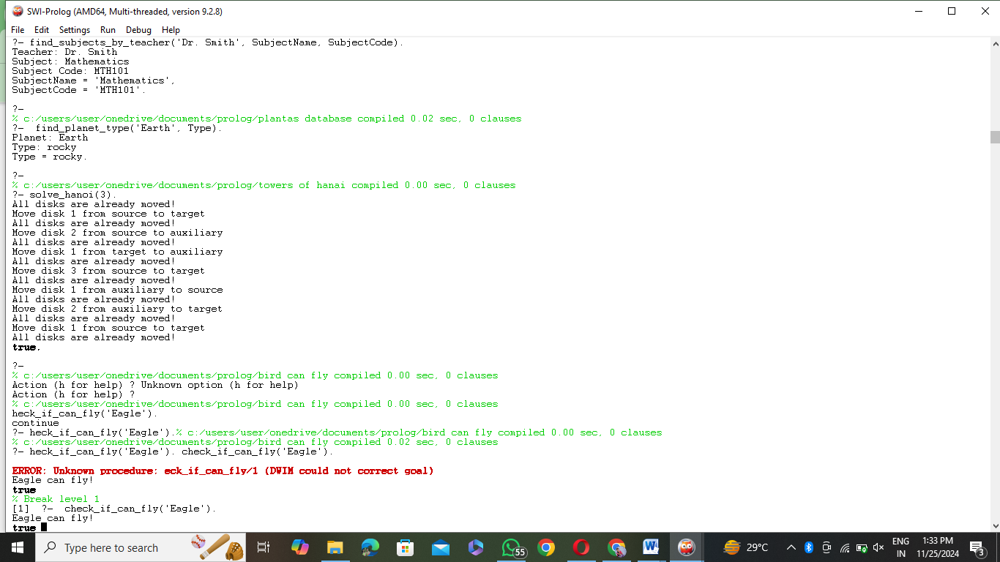 SWI-Prolog (AMD64, Multi-threaded, version 9.2.8)
File Edit Settings Run Debug Help
?- find_subjects_by_teacher('Dr. Smith', SubjectName, SubjectCode).
Teacher: Dr. Smith
Subject: Mathematics
Subject Code: MTH101
SubjectName = 'Mathematics',
SubjectCode = 'MTH101'.
?-
% c:/users/user/onedrive/documents/prolog/plantas database compiled 0.02 sec, 0 clauses
?-  find_planet_type('Earth', Type).
Planet: Earth
Type: rocky
Type = rocky.
?-
% c:/users/user/onedrive/documents/prolog/towers of hanai compiled 0.00 sec, 0 clauses
?- solve_hanoi(3).
All disks are already moved!
Move disk 1 from source to target
All disks are already moved!
Move disk 2 from source to auxiliary
All disks are already moved!
Move disk 1 from target to auxiliary
All disks are already moved!
Move disk 3 from source to target
All disks are already moved!
Move disk 1 from auxiliary to source
All disks are already moved!
Move disk 2 from auxiliary to target
All disks are already moved!
Move disk 1 from source to target
All disks are already moved!
true.
?-
% c:/users/user/onedrive/documents/prolog/bird can fly compiled 0.00 sec, 0 clauses
Action (h for help) ? Unknown option (h for help)
Action (h for help) ?
% c:/users/user/onedrive/documents/prolog/bird can fly compiled 0.00 sec, 0 clauses
heck_if_can_fly('Eagle').
continue
?- heck_if_can_fly('Eagle').% c:/users/user/onedrive/documents/prolog/bird can fly compiled 0.00 sec, 0 clauses
% c:/users/user/onedrive/documents/prolog/bird can fly compiled 0.02 sec, 0 clauses
?- heck_if_can_fly('Eagle'). check_if_can_fly('Eagle').
ERROR: Unknown procedure: eck_if_can_fly/1 (DWIM could not correct goal)
Eagle can fly!
true
% Break level 1
[1]  ?-  check_if_can_fly('Eagle').
Eagle can fly!
true
Type here to search
55
29°C
ENG
IN
1:33 PM
11/25/2024
3